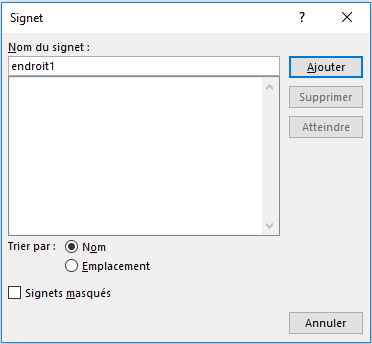 Signet
Nom du signet :
endroit1
Ajouter
Supprimer
Atteindre
Trier par :
Nom
Emplacement
Signets masqués
Annuler